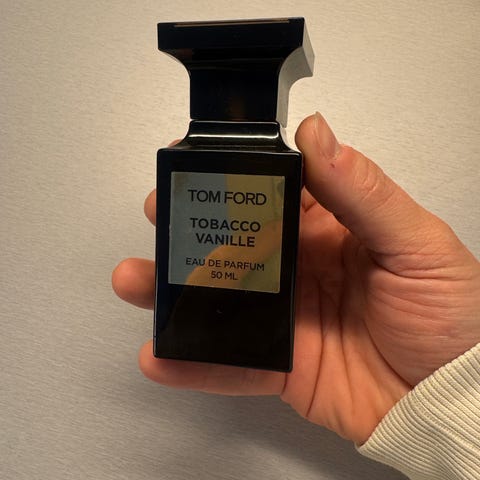 TOM FORD
TOBACCO
VANILLE
EAU DE PARFUM
50 ML